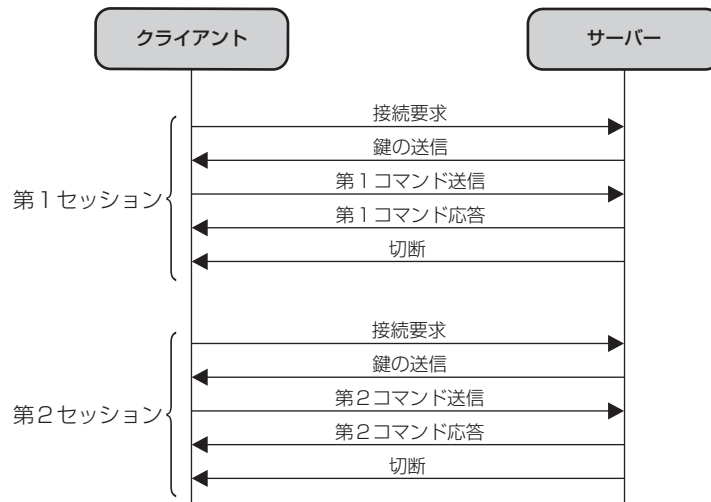 クライアント
サーバー
第1セッション
接続要求
鍵の送信
第1コマンド送信
第1コマンド応答
切断
第2セッション
接続要求
鍵の送信
第2コマンド送信
第2コマンド応答
切断